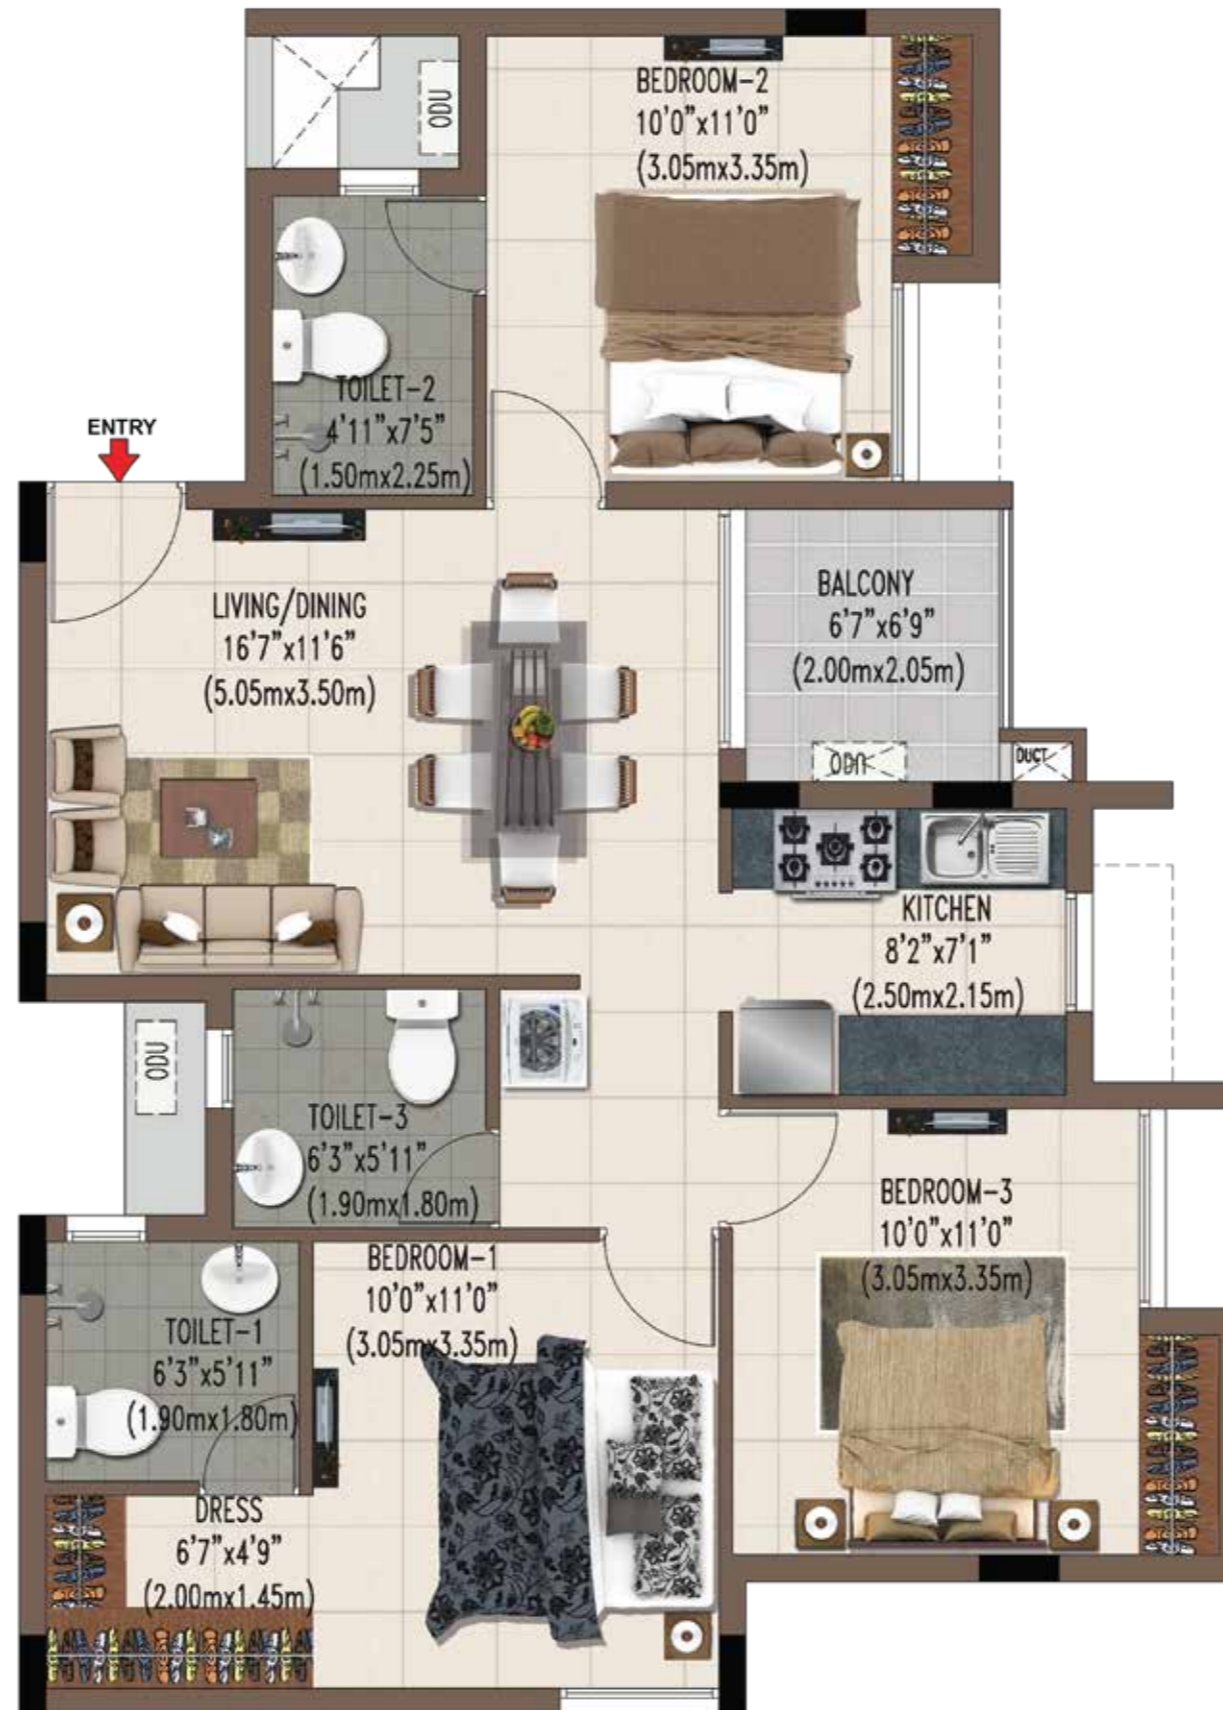 BEDROOM-2
10'0"x11'0"
(3.05mx3.35m)
ODU
TOILET-2
4'11"x7'5"
(1.50mx2.25m)
ENTRY
LIVING/DINING
16'7"x11'6"
(5.05mx3.50m)
BALCONY
6'7"x6'9"
(2.00mx2.05m)
ODU
DUCT
KITCHEN
8'2"x7'1"
(2.50mx2.15m)
ODU
TOILET-3
6'3"x5'11"
(1.90mx1.80m)
BEDROOM-3
10'0"x11'0"
(3.05mx3.35m)
BEDROOM-1
10'0"x11'0"
(3.05mx3.35m)
TOILET-1
6'3"x5'11"
(1.90mx1.80m)
DRESS
6'7"x4'9"
(2.00mx1.45m)